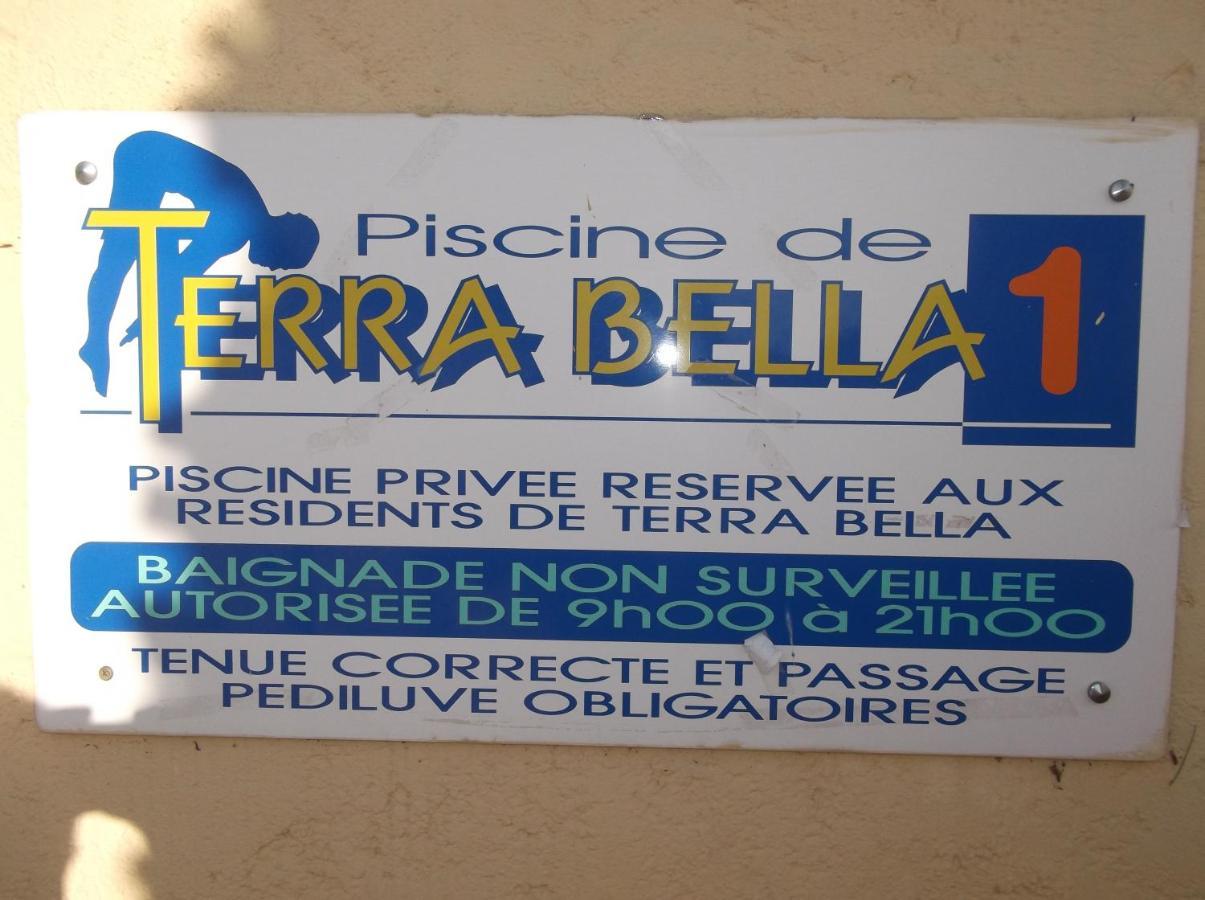 Piscine de
TERRA BELLA 1
PISCINE PRIVEE RESERVEE AUX
RESIDENTS DE TERRA BELLA
BAIGNADE NON SURVEILLEE
AUTORISEE DE 9h00 à 21h00
TENUE CORRECTE ET PASSAGE
PEDILUVE OBLIGATOIRES